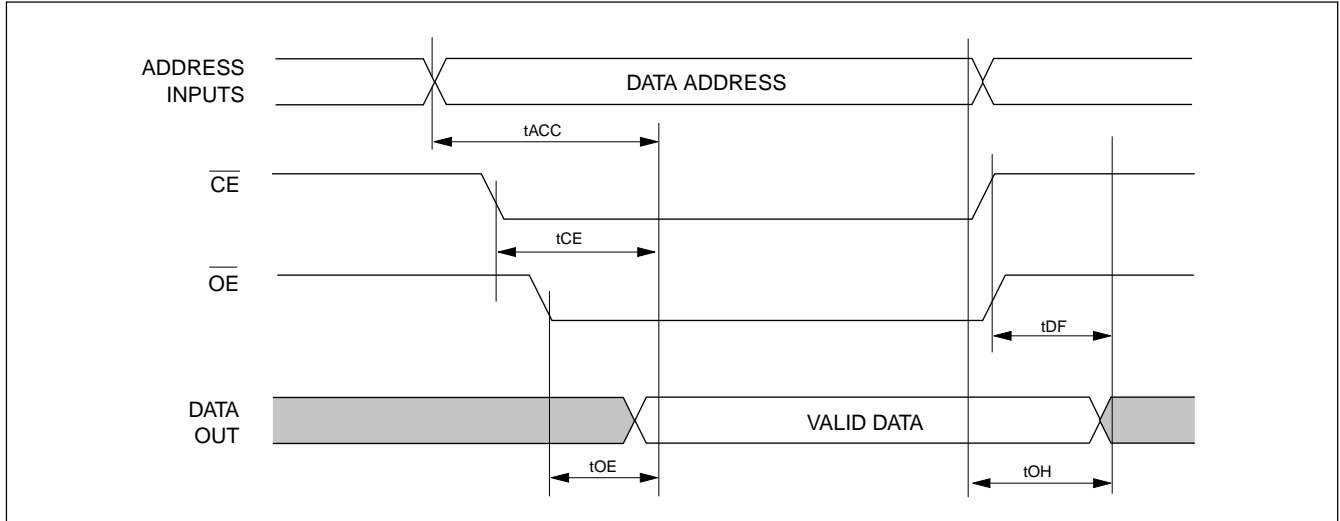 ADDRESS
INPUTS
DATA ADDRESS
tACC
CE
tCE
OE
tDF
DATA
OUT
VALID DATA
tOE
tOH